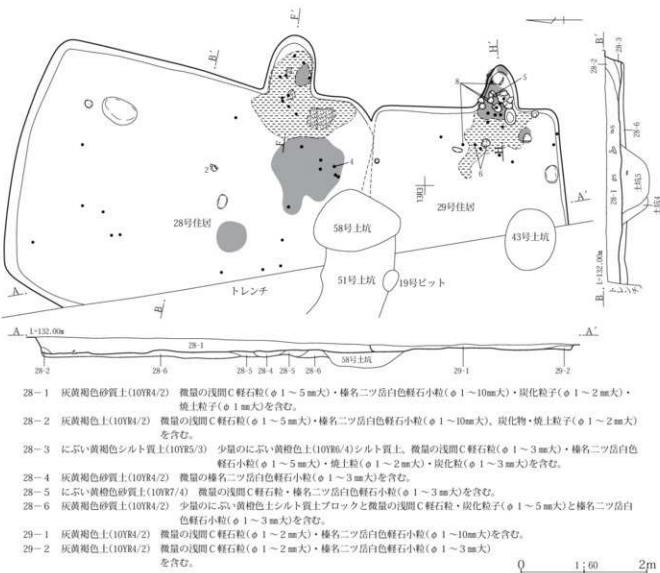 F′
H′
B′
B′
28-3
28-2
8
5
F
H
4
6
2
28-6
28-1
土坑5
土坑4
28号住居
29号住居
A′
58号土坑
43号土坑
51号土坑
19号ピット
トレンチ
L=132.00m
B
トレンチ
A
B
A L=132.00m
A′
28-1
28-2
28-6
28-5
28-4
28-5
28-6
58号土坑
29-1
29-2
28-1 灰黄褐色砂質土(10YR4/2) 微量の浅間C軽石粒(φ1~5㎜大)・榛名二ツ岳白色軽石小粒(φ1~10㎜大)・炭化粒子(φ1~2㎜大)・
焼土粒子(φ1㎜大)を含む。
28-2 灰黄褐色土(10YR4/2) 微量の浅間C軽石粒(φ1~5㎜大)・榛名二ツ岳白色軽石小粒(φ1~10㎜大)、炭化物・焼土粒子(φ1~2㎜大)
を含む。
28-3 にぶい黄褐色シルト質土(10YR5/3) 少量のにぶい黄橙色土(10YR6/4)シルト質土、微量の浅間C軽石粒(φ1~3㎜大)・榛名二ツ岳白色
軽石小粒(φ1~5㎜大)・焼土粒(φ1~2㎜大)・炭化粒(φ1~3㎜大)を含む。
28-4 灰黄褐色砂質土(10YR4/2) 微量の榛名二ツ岳白色軽石小粒(φ1~3㎜大)を含む。
28-5 にぶい黄橙色砂質土(10YR7/4) 微量の浅間C軽石粒・榛名二ツ岳白色軽石小粒(φ1~3㎜大)を含む。
28-6 灰黄褐色砂質土(10YR4/2) 少量のにぶい黄橙色土シルト質土ブロックと微量の浅間C軽石粒・炭化粒子(φ1~5㎜大)と榛名二ツ岳白
色軽石小粒(φ1~3㎜大)を含む。
29-1 灰黄褐色土(10YR4/2) 微量の浅間C軽石粒(φ1~2㎜大)・榛名二ツ岳白色軽石小粒(φ1~10㎜大)を含む。
29-2 灰黄褐色土(10YR4/2) 微量の浅間C軽石粒(φ1~2㎜大)・榛名二ツ岳白色軽石小粒(φ1~3㎜大)
を含む。
0 1:60 2m